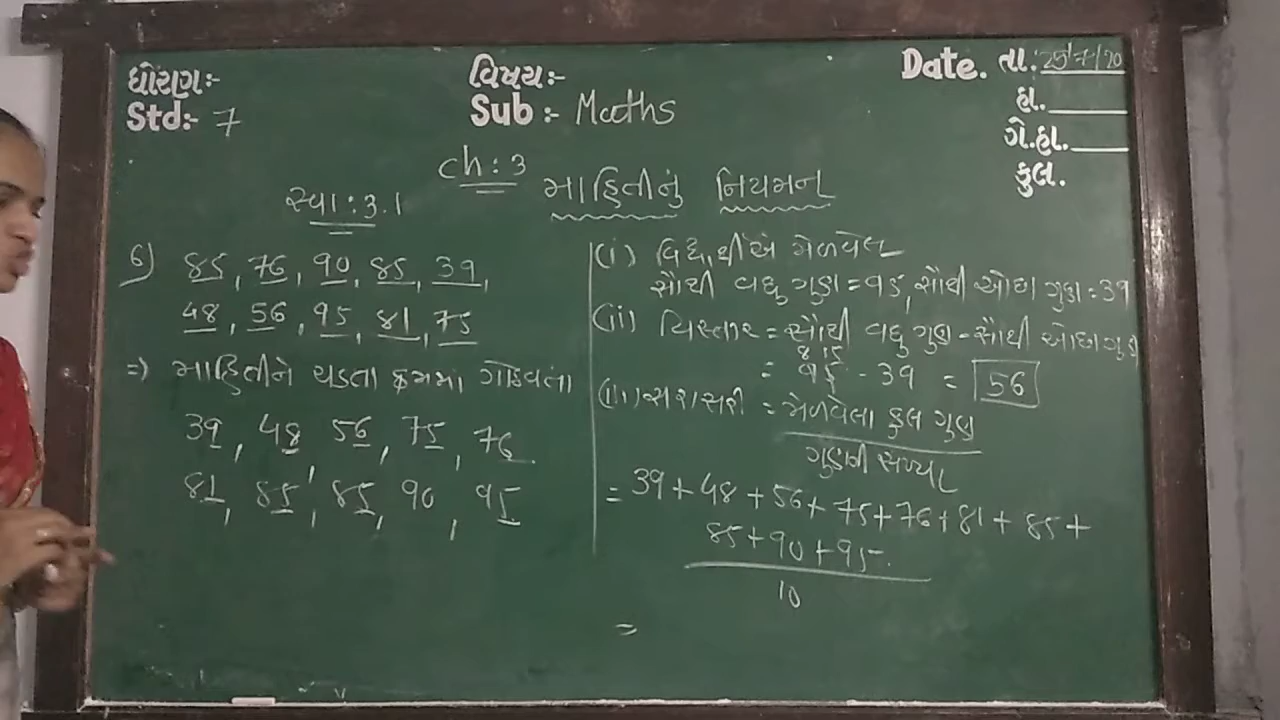 ધોરણ:-
Std:- 7
વિષય:-
Sub :- Maths
Date. તા. 25/7/20
હા.
ગે.હા.
કુલ.
ch : 3
માહિતીનું નિયમન
સ્વા : 3.1
6) 85, 76, 90, 85, 39,
48, 56, 95, 81, 75
=> માહિતીને ચડતા ક્રમમાં ગોઠવતા
39, 48, 56, 75, 76
81, 85, 85, 90, 95
(i) વિદ્યાર્થીએ મેળવેલ
સૌથી વધુ ગુણ = 95, સૌથી ઓછા ગુણ = 39
(ii) વિસ્તાર = સૌથી વધુ ગુણ - સૌથી ઓછા ગુણ
8 15
= 95 - 39 = 56
(iii) સરાસરી = મેળવેલા કુલ ગુણ
ગુણની સંખ્યા
= 39 + 48 + 56 + 75 + 76 + 81 + 85 +
85 + 90 + 95
10
=